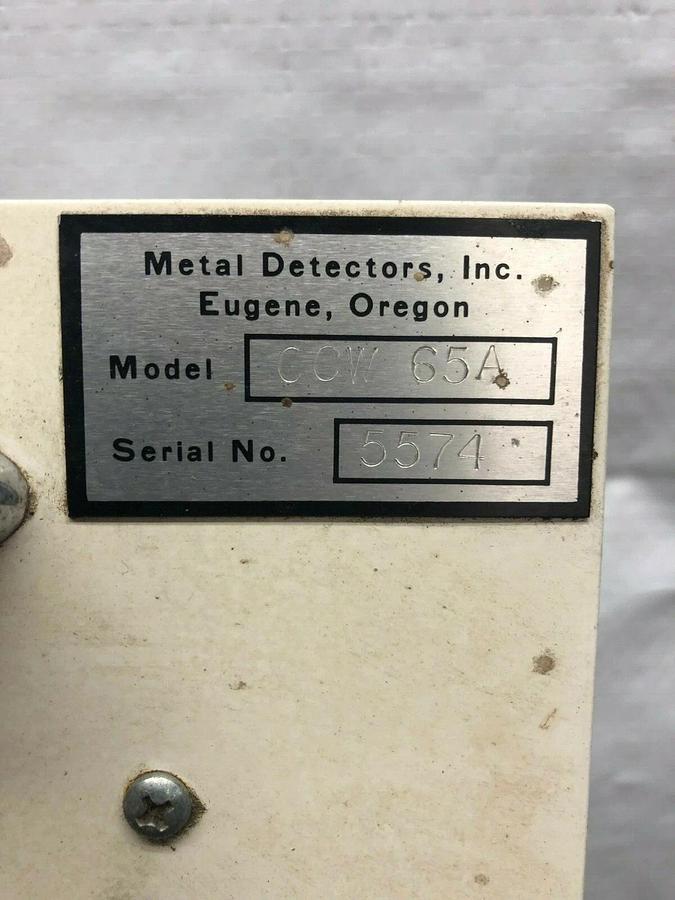 Metal Detectors, Inc.
Eugene, Oregon
Model CCW 65A
Serial No. 5574